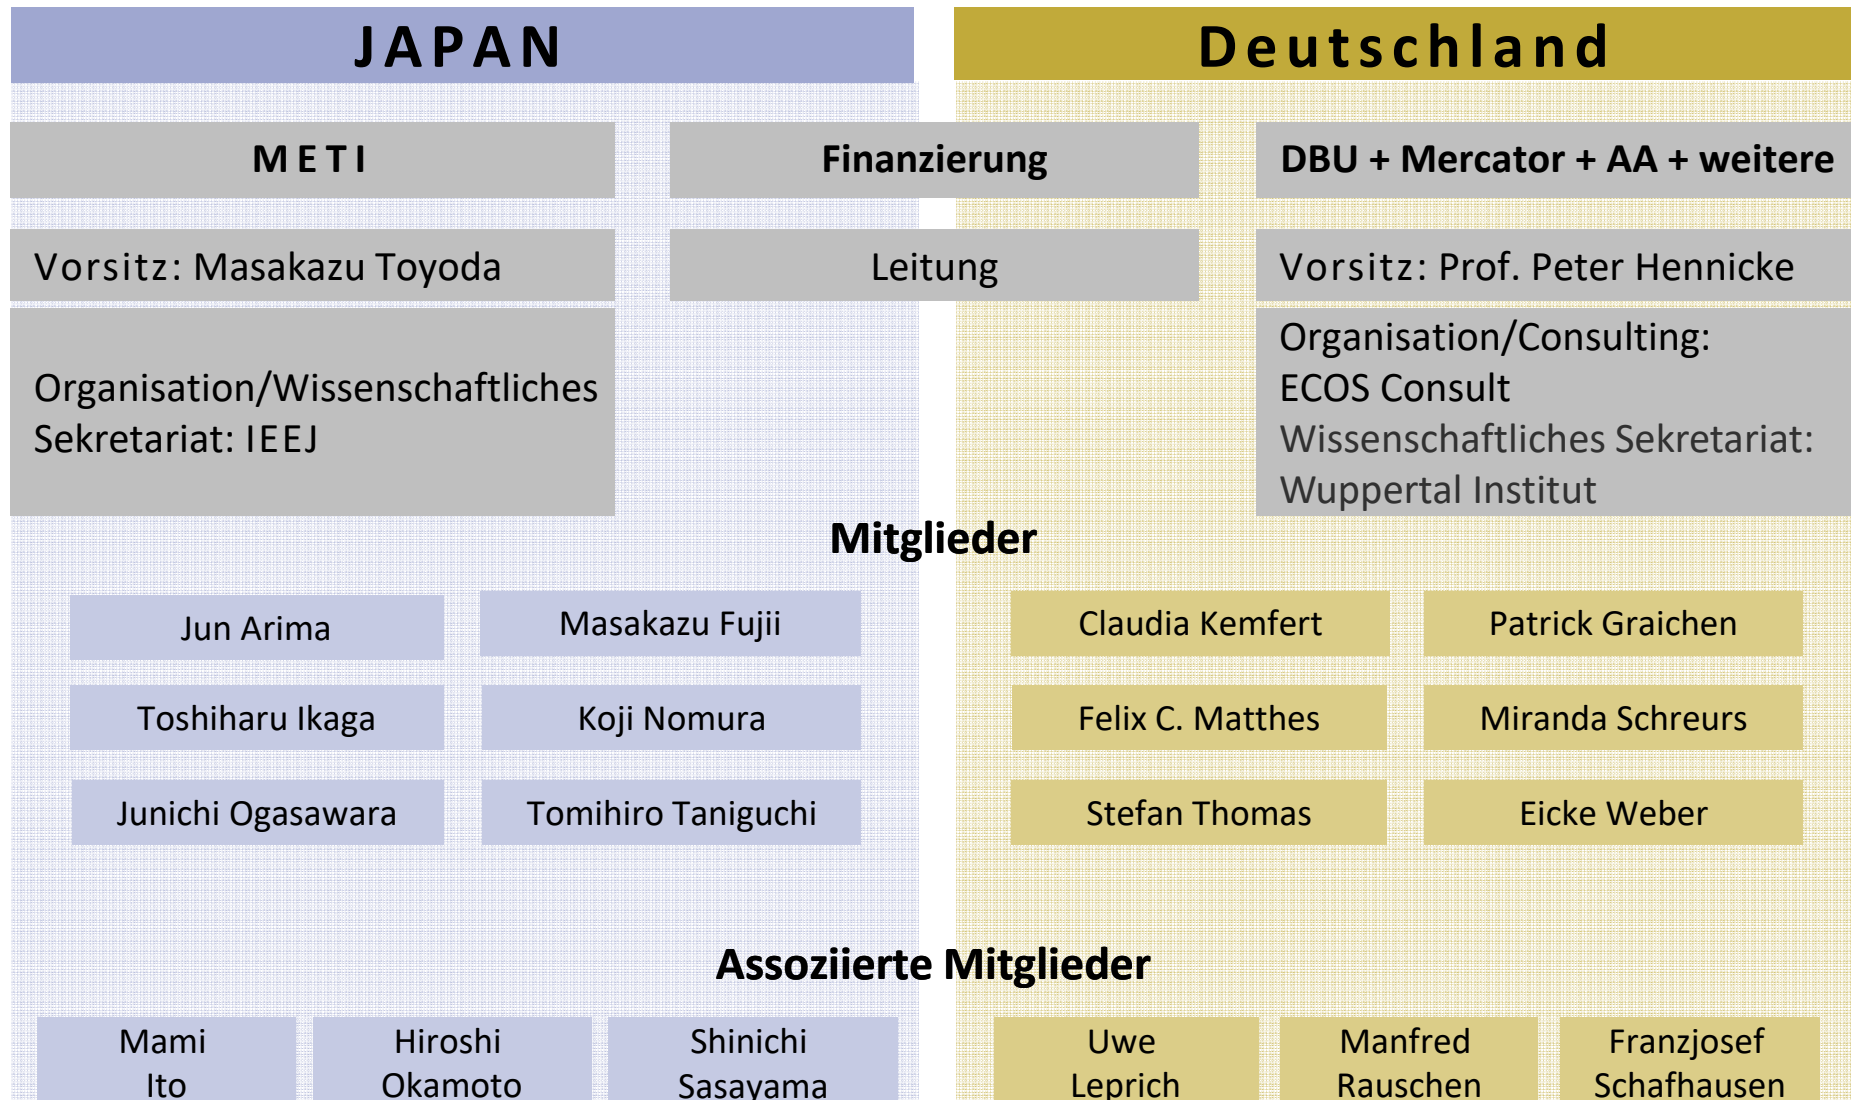 JAPAN
Deutschland
METI
Finanzierung
DBU + Mercator + AA + weitere
Vorsitz: Masakazu Toyoda
Leitung
Vorsitz: Prof. Peter Hennicke
Organisation/Wissenschaftliches
Sekretariat: IEEJ
Organisation/Consulting:
ECOS Consult
Wissenschaftliches Sekretariat:
Wuppertal Institut
Mitglieder
Jun Arima
Masakazu Fujii
Claudia Kemfert
Patrick Graichen
Toshiharu Ikaga
Koji Nomura
Felix C. Matthes
Miranda Schreurs
Junichi Ogasawara
Tomihiro Taniguchi
Stefan Thomas
Eicke Weber
Assoziierte Mitglieder
Mami
Ito
Hiroshi
Okamoto
Shinichi
Sasayama
Uwe
Leprich
Manfred
Rauschen
Franzjosef
Schafhausen